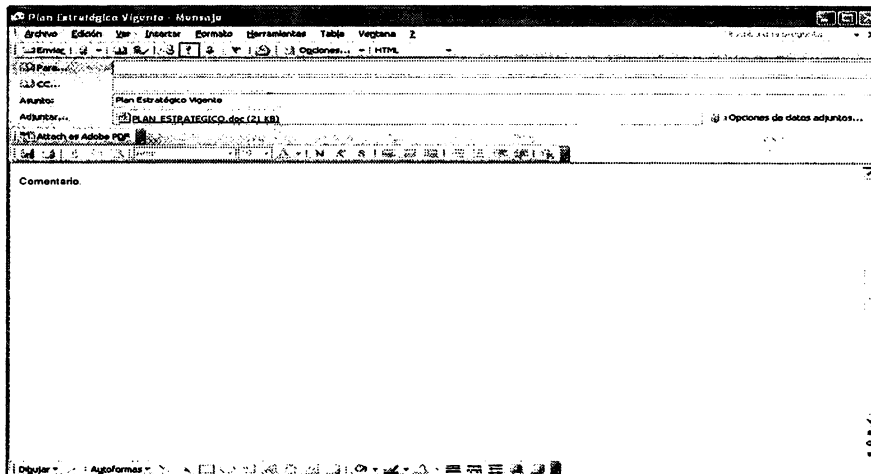 Plan Estratégico Vigente - Mensaje
Archivo Edición Ver Insertar Formato Herramientas Tabla Ventana ?
Enviar Opciones... HTML
Para...
CC...
Asunto: Plan Estratégico Vigente
Adjuntar... PLAN_ESTRATEGICO.doc (21 KB) Opciones de datos adjuntos...
Attach as Adobe PDF
A N K S
Comentario.
Dibujar Autoformas